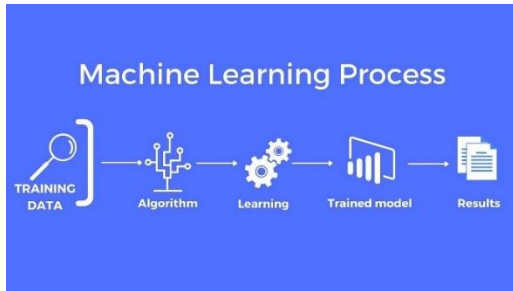 Machine Learning Process
TRAINING
DATA
Algorithm
Learning
Trained model
Results